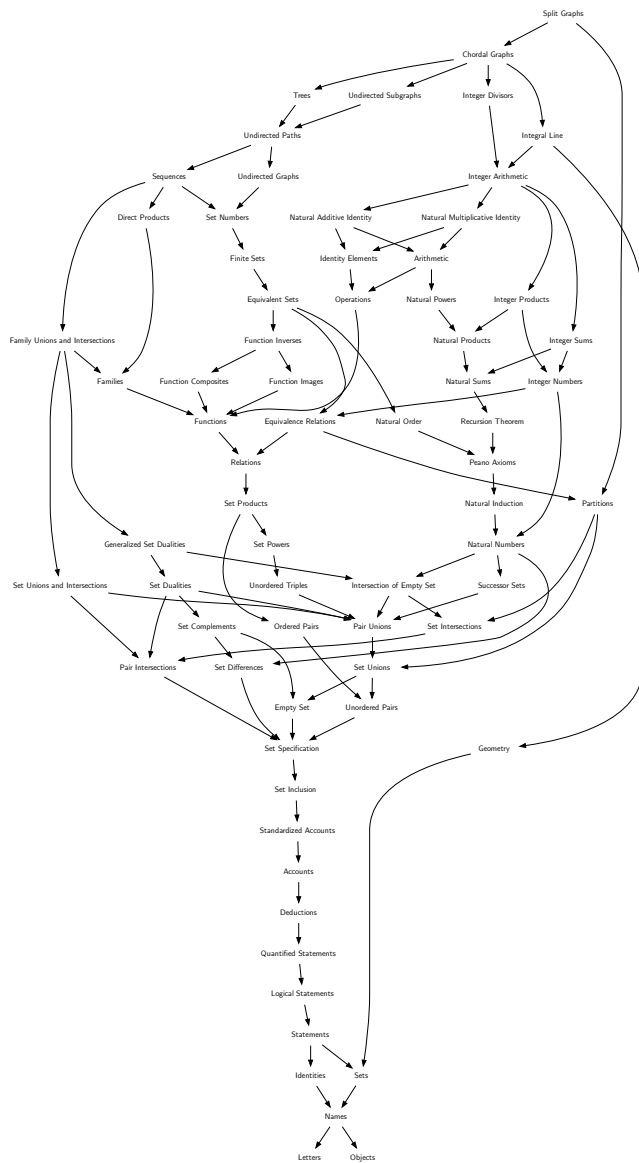 Split Graphs
Chordal Graphs
Trees
Undirected Subgraphs
Integer Divisors
Undirected Paths
Integral Line
Sequences
Undirected Graphs
Integer Arithmetic
Direct Products
Set Numbers
Natural Additive Identity
Natural Multiplicative Identity
Finite Sets
Identity Elements
Arithmetic
Equivalent Sets
Operations
Natural Powers
Integer Products
Family Unions and Intersections
Function Inverses
Natural Products
Integer Sums
Families
Function Composites
Function Images
Natural Sums
Integer Numbers
Functions
Equivalence Relations
Natural Order
Recursion Theorem
Relations
Peano Axioms
Set Products
Natural Induction
Partitions
Generalized Set Dualities
Set Powers
Natural Numbers
Set Unions and Intersections
Set Dualities
Unordered Triples
Intersection of Empty Set
Successor Sets
Set Complements
Ordered Pairs
Pair Unions
Set Intersections
Pair Intersections
Set Differences
Set Unions
Empty Set
Unordered Pairs
Set Specification
Geometry
Set Inclusion
Standardized Accounts
Accounts
Deductions
Quantified Statements
Logical Statements
Statements
Identities
Sets
Names
Letters
Objects